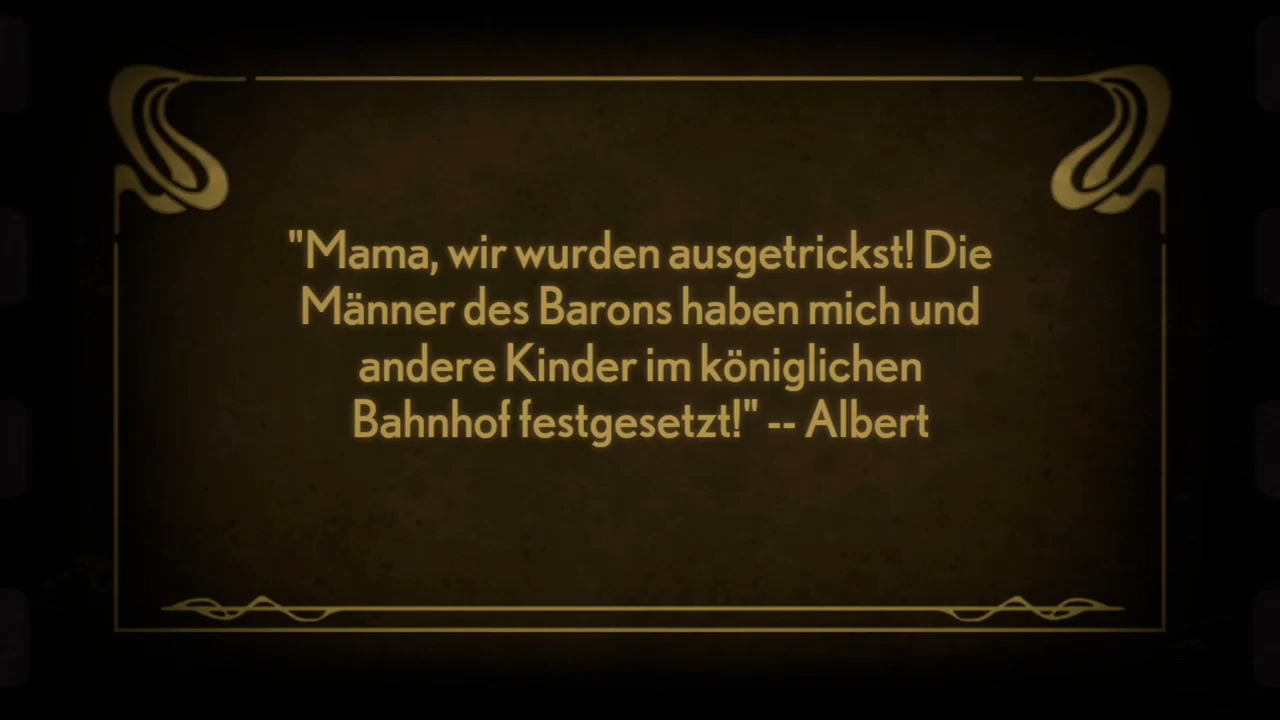 "Mama, wir wurden ausgetrickst! Die
Männer des Barons haben mich und
andere Kinder im königlichen
Bahnhof festgesetzt!" -- Albert